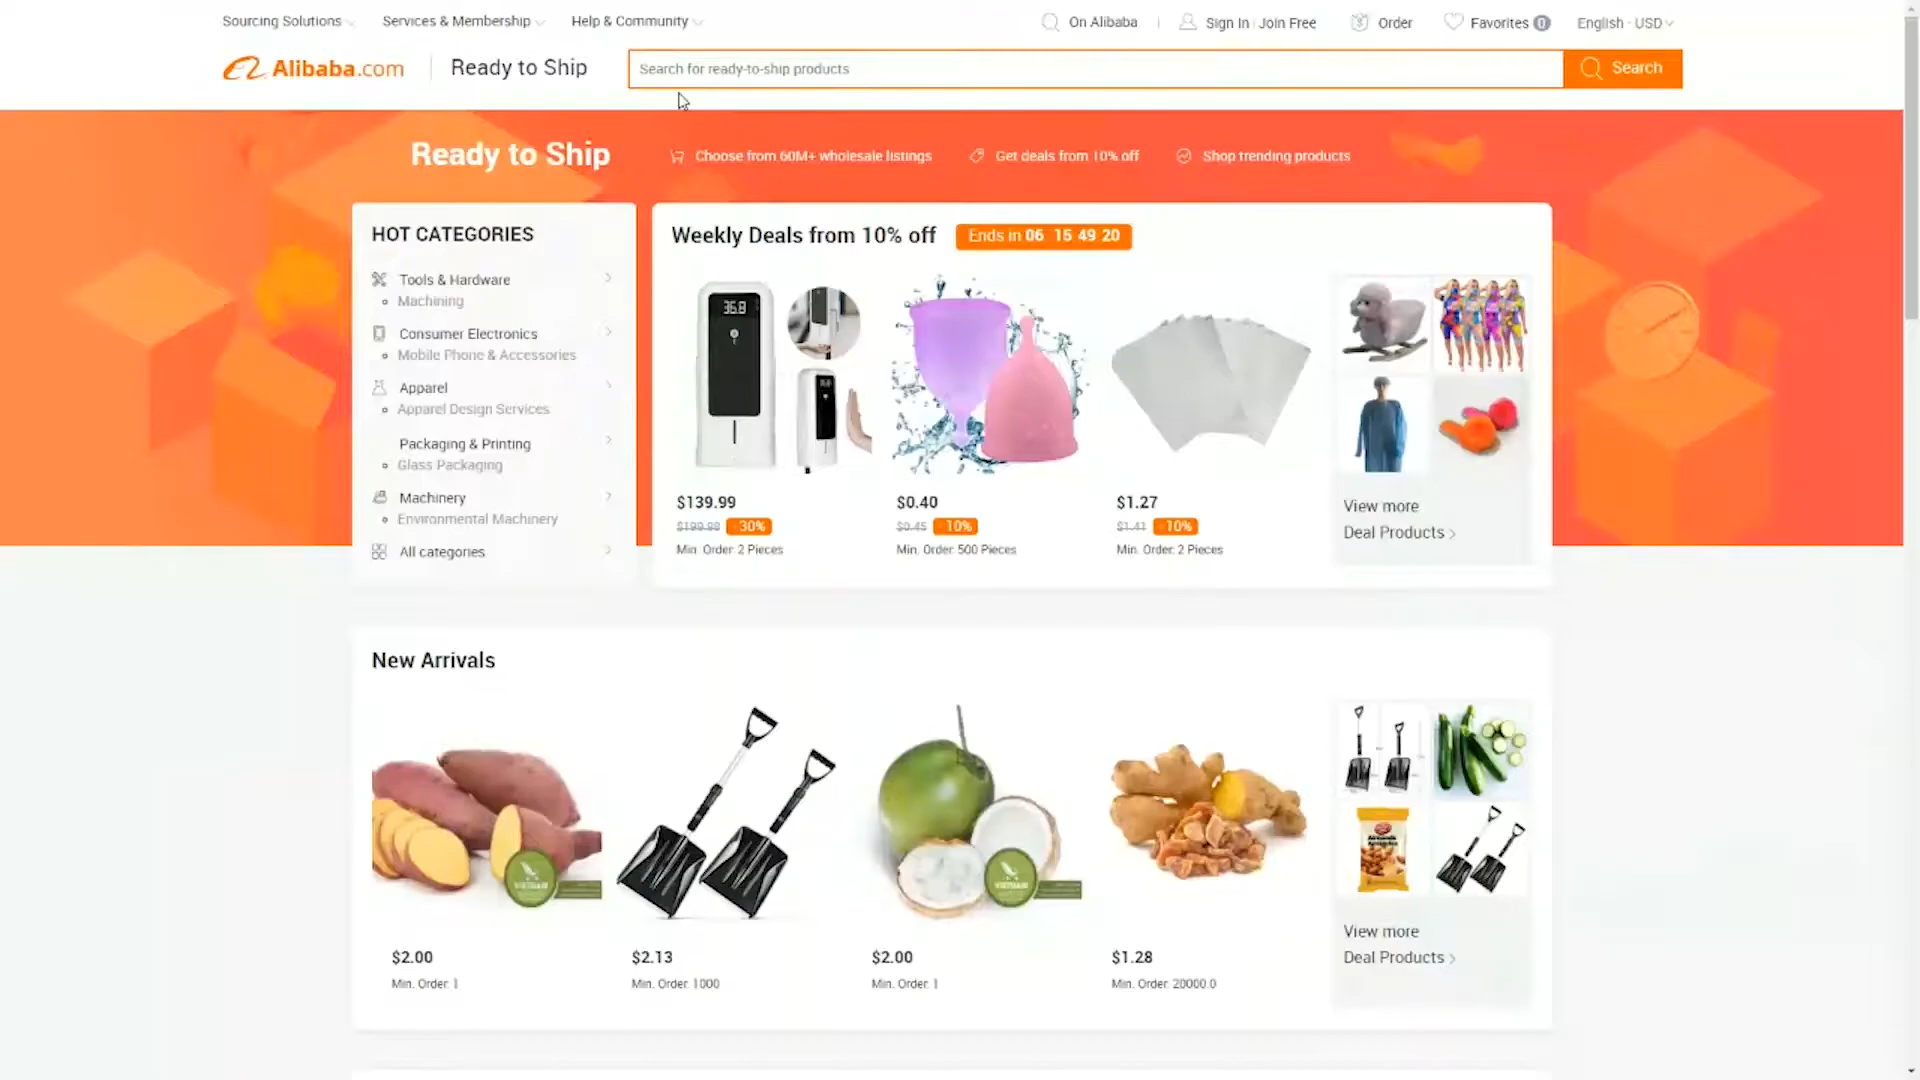 Sourcing Solutions
Services & Membership
Help & Community
On Alibaba
Sign In
Join Free
Order
Favorites 0
English - USD
Alibaba.com
Ready to Ship
Search for ready-to-ship products
Search
Ready to Ship
Choose from 60M+ wholesale listings
Get deals from 10% off
Shop trending products
HOT CATEGORIES
Tools & Hardware
Machining
Consumer Electronics
Mobile Phone & Accessories
Apparel
Apparel Design Services
Packaging & Printing
Glass Packaging
Machinery
Environmental Machinery
All categories
Weekly Deals from 10% off
Ends in 06 15 49 20
36.8
$139.99
$199.98 -30%
Min. Order: 2 Pieces
$0.40
$0.45 -10%
Min. Order: 500 Pieces
$1.27
$1.41 -10%
Min. Order: 2 Pieces
View more
Deal Products
New Arrivals
VIETNAM
VIETNAM
$2.00
Min. Order: 1
$2.13
Min. Order: 1000
$2.00
Min. Order: 1
$1.28
Min. Order: 20000.0
View more
Deal Products